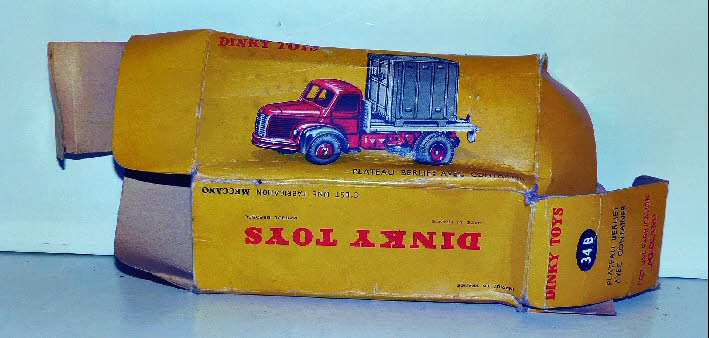 DINKY TOYS
PLATEAU BERLIET AVEC CONTAINER
C'EST UNE FABRICATION MECCANO
DINKY TOYS
DINKY TOYS
34 B
PLATEAU BERLIET
AVEC CONTAINER
MECCANO